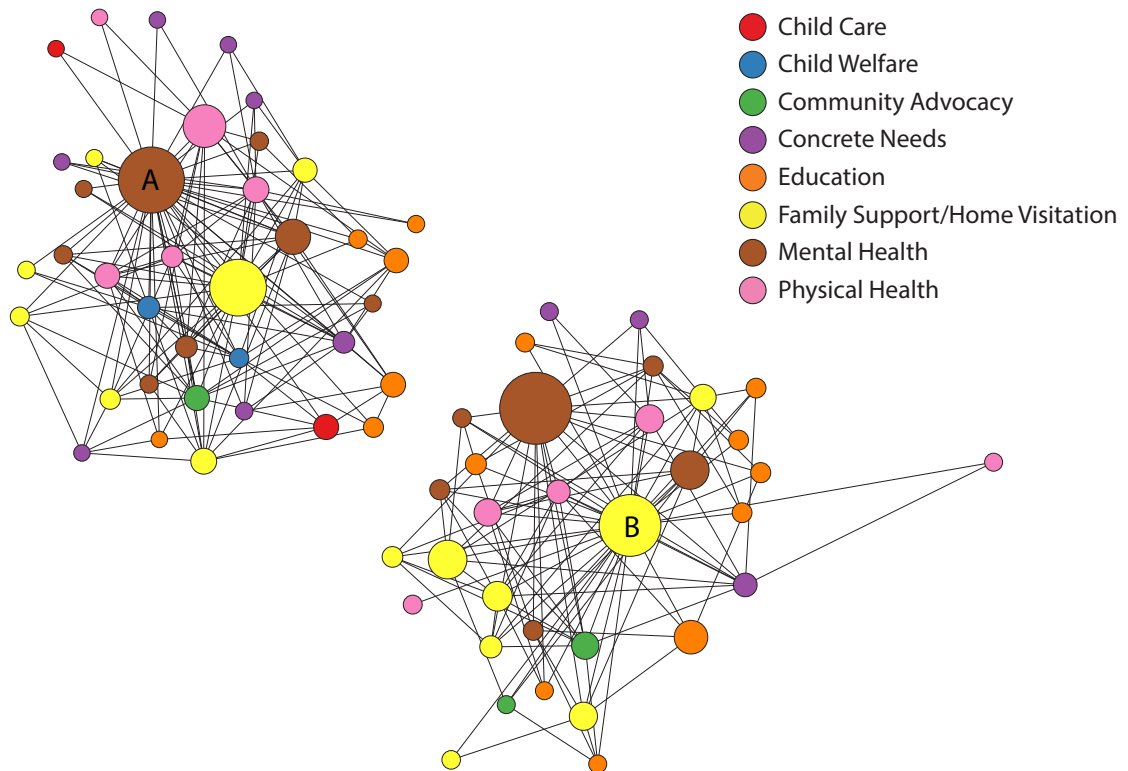 Child Care
Child Welfare
Community Advocacy
Concrete Needs
Education
Family Support/Home Visitation
Mental Health
Physical Health
A
B